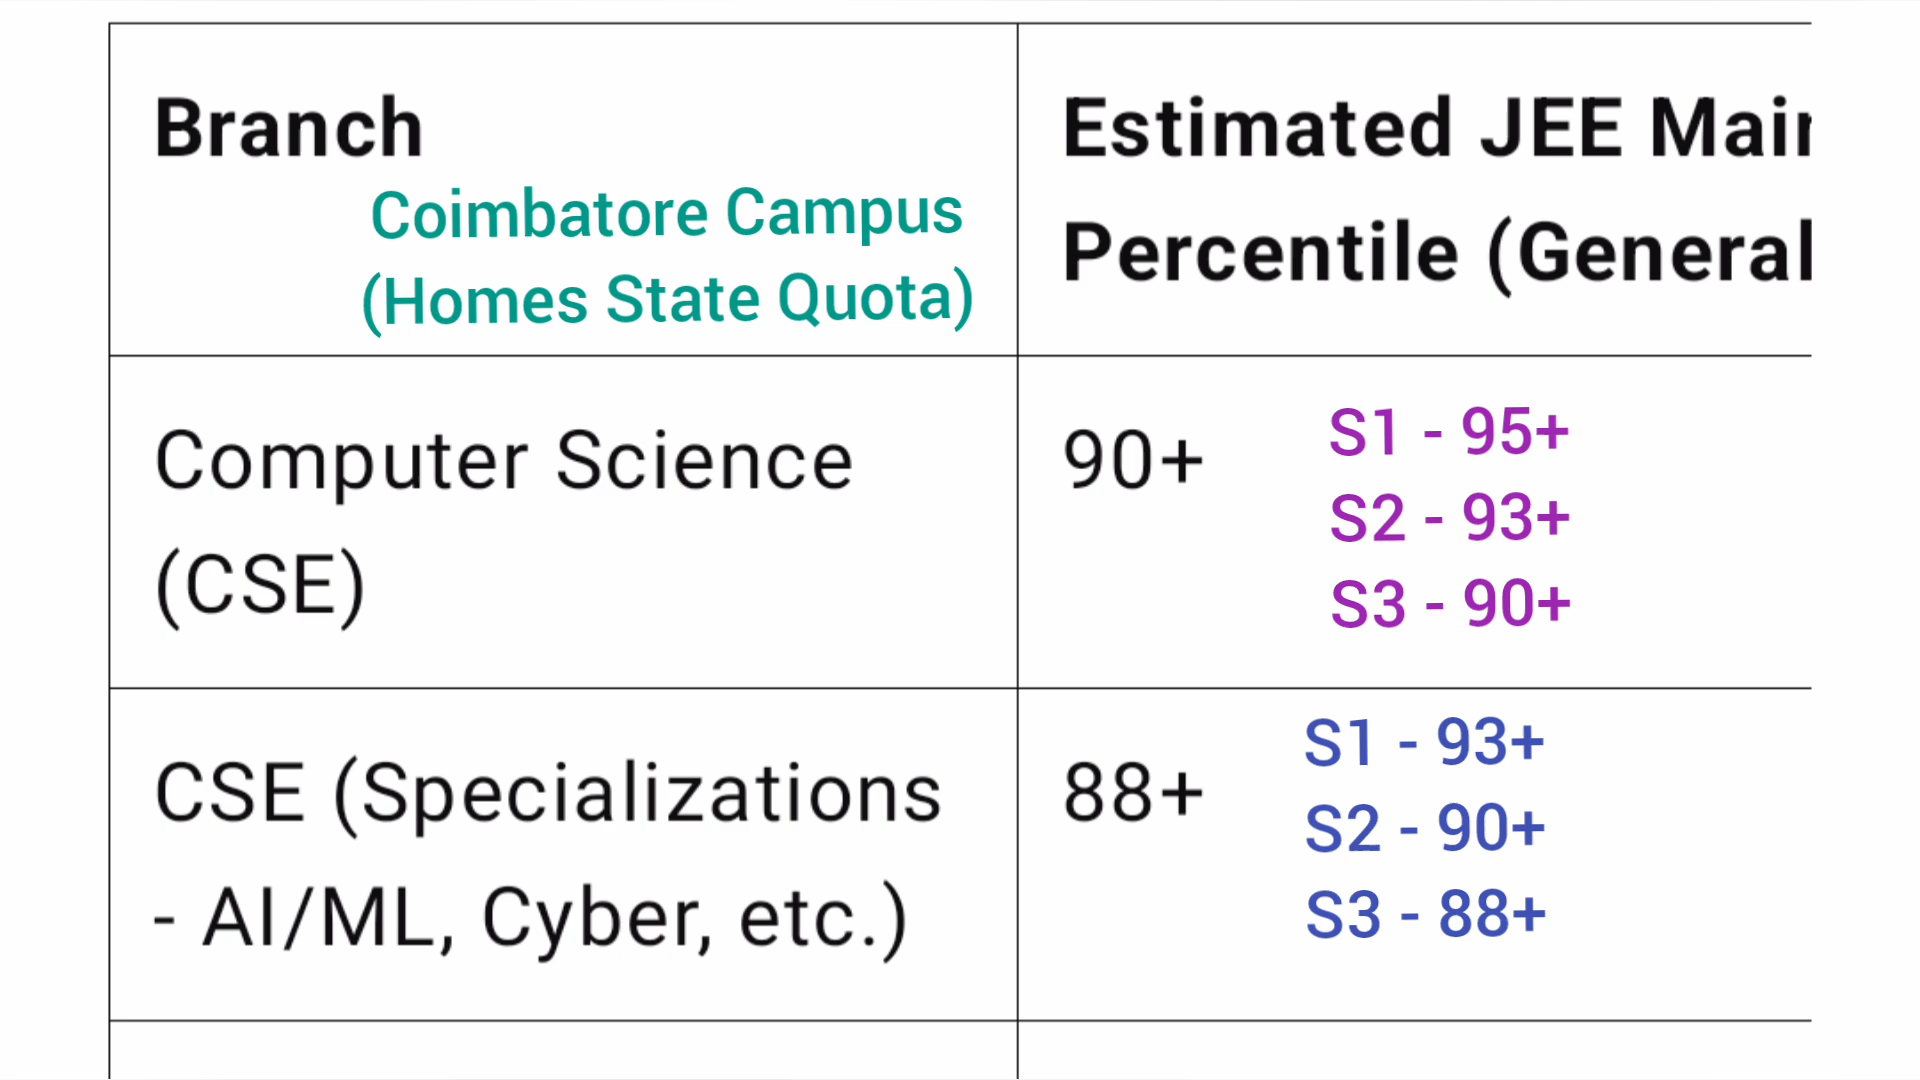 Branch
Coimbatore Campus
(Homes State Quota)
Estimated JEE Main
Percentile (General
Computer Science
(CSE)
90+
S1 - 95+
S2 - 93+
S3 - 90+
CSE (Specializations
- AI/ML, Cyber, etc.)
88+
S1 - 93+
S2 - 90+
S3 - 88+